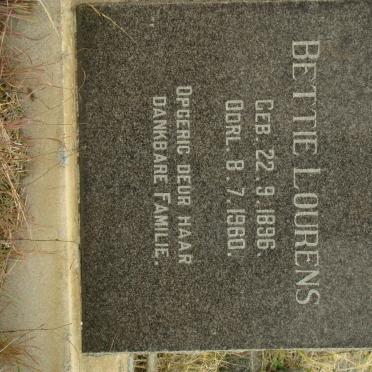 BETTIE LOURENS
GEB. 22.9.1896.
OORL. 8.7.1960.
OPGERIG DEUR HAAR
DANKBARE FAMILIE.